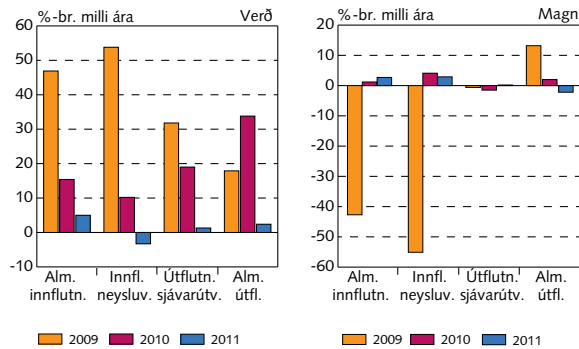 %-br. milli ára Verð
60
50
40
30
20
10
0
-10
Alm. innflutn.
Innfl. neysluv.
Útflutn. sjávarútv.
Alm. útfl.
2009 2010 2011
%-br. milli ára Magn
20
10
0
-10
-20
-30
-40
-50
-60
Alm. innflutn.
Innfl. neysluv.
Útflutn. sjávarútv.
Alm. útfl.
2009 2010 2011